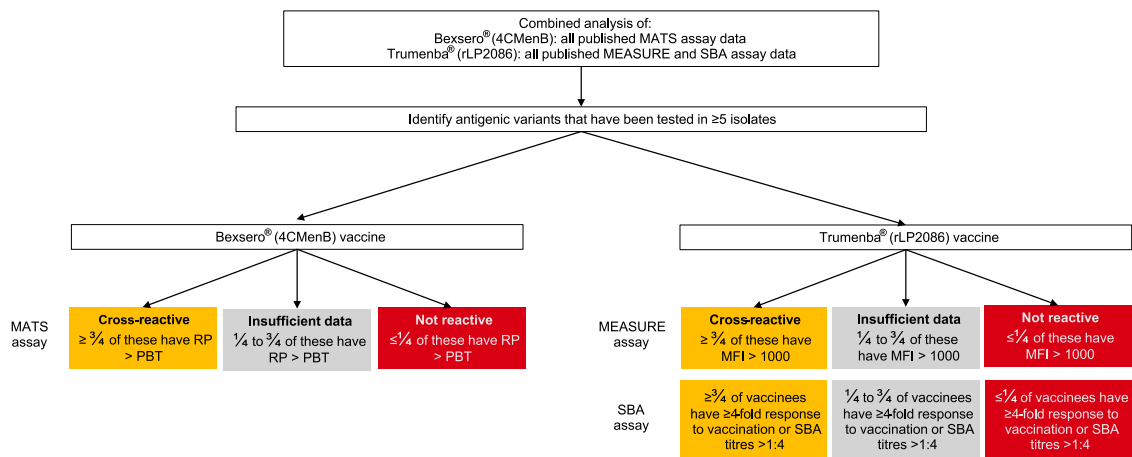 Combined analysis of:
Bexsero® (4CMenB): all published MATS assay data
Trumenba® (rLP2086): all published MEASURE and SBA assay data
Identify antigenic variants that have been tested in ≥5 isolates
Bexsero® (4CMenB) vaccine
Trumenba® (rLP2086) vaccine
MATS
assay
Cross-reactive
≥ ¾ of these have RP
> PBT
Insufficient data
¼ to ¾ of these have
RP > PBT
Not reactive
≤¼ of these have RP
> PBT
MEASURE
assay
Cross-reactive
≥ ¾ of these have
MFI > 1000
Insufficient data
¼ to ¾ of these
have MFI > 1000
Not reactive
≤¼ of these have
MFI > 1000
SBA
assay
≥¾ of vaccinees
have ≥4-fold response
to vaccination or SBA
titres >1:4
¼ to ¾ of vaccinees
have ≥4-fold response
to vaccination or SBA
titres >1:4
≤¼ of vaccinees have
≥4-fold response to
vaccination or SBA
titres >1:4